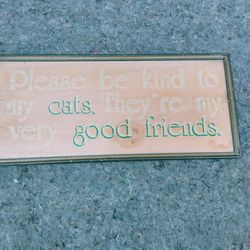 Please be kind to
my cats. They're my
very good friends.